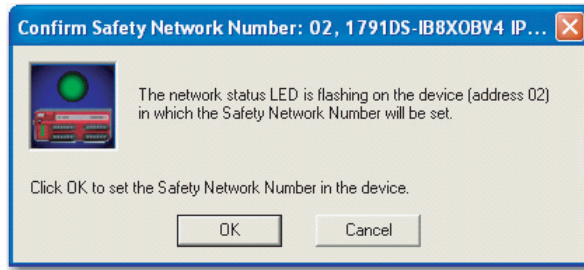 Confirm Safety Network Number: 02, 1791DS-IB8XOBV4 IP...
The network status LED is flashing on the device (address 02)
in which the Safety Network Number will be set.
Click OK to set the Safety Network Number in the device.
OK
Cancel